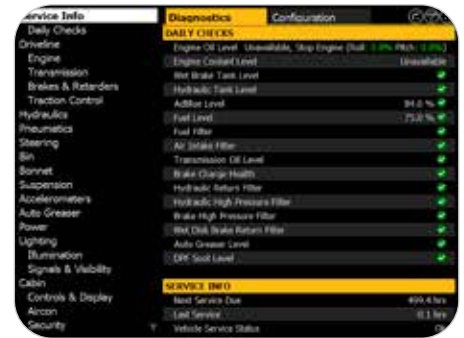 Service Info
Daily Checks
Driveline
Engine
Transmission
Brakes & Retarders
Traction Control
Hydraulics
Pneumatics
Steering
Bin
Bonnet
Suspension
Accelerometers
Auto Greaser
Power
Lighting
Illumination
Signals & Visibility
Cabin
Controls & Display
Aircon
Security
Diagnostics Configuration
DAILY CHECKS
Engine Oil Level Unavailable, Stop Engine (Roll: Pitch:
Engine Coolant Level Unavailable
Wet Brake Tank Level
Hydraulic Tank Level
AdBlue Level 84.0 %
Fuel Level 75.0 %
Fuel Filter
Air Intake Filter
Transmission Oil Level
Brake Charge Health
Hydraulic Return Filter
Hydraulic High Pressure Filter
Brake High Pressure Filter
Wet Disk Brake Return Filter
Auto Greaser Level
DPF Soot Level
SERVICE INFO
Next Service Due 499.4 hrs
Last Service 0.1 hrs
Vehicle Service Status Ok